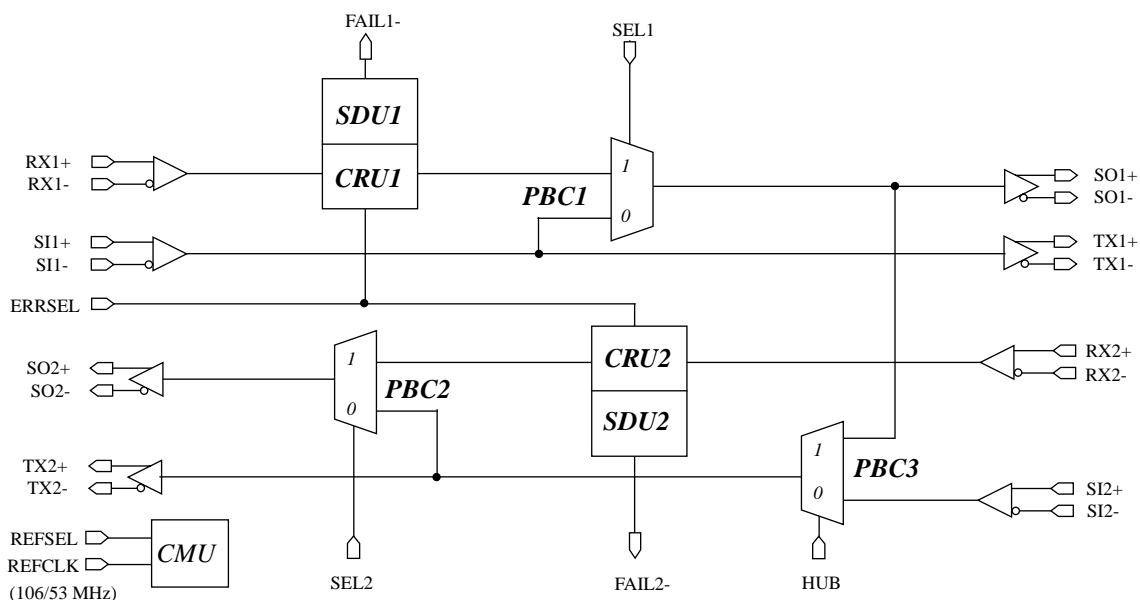 FAIL1-
SEL1
SDU1
RX1+
RX1-
CRU1
1
PBC1
0
SO1+
SO1-
SI1+
SI1-
TX1+
TX1-
ERRSEL
SO2+
SO2-
1
PBC2
0
CRU2
SDU2
RX2+
RX2-
TX2+
TX2-
1
PBC3
0
SI2+
SI2-
REFSEL
REFCLK
(106/53 MHz)
CMU
SEL2
FAIL2-
HUB